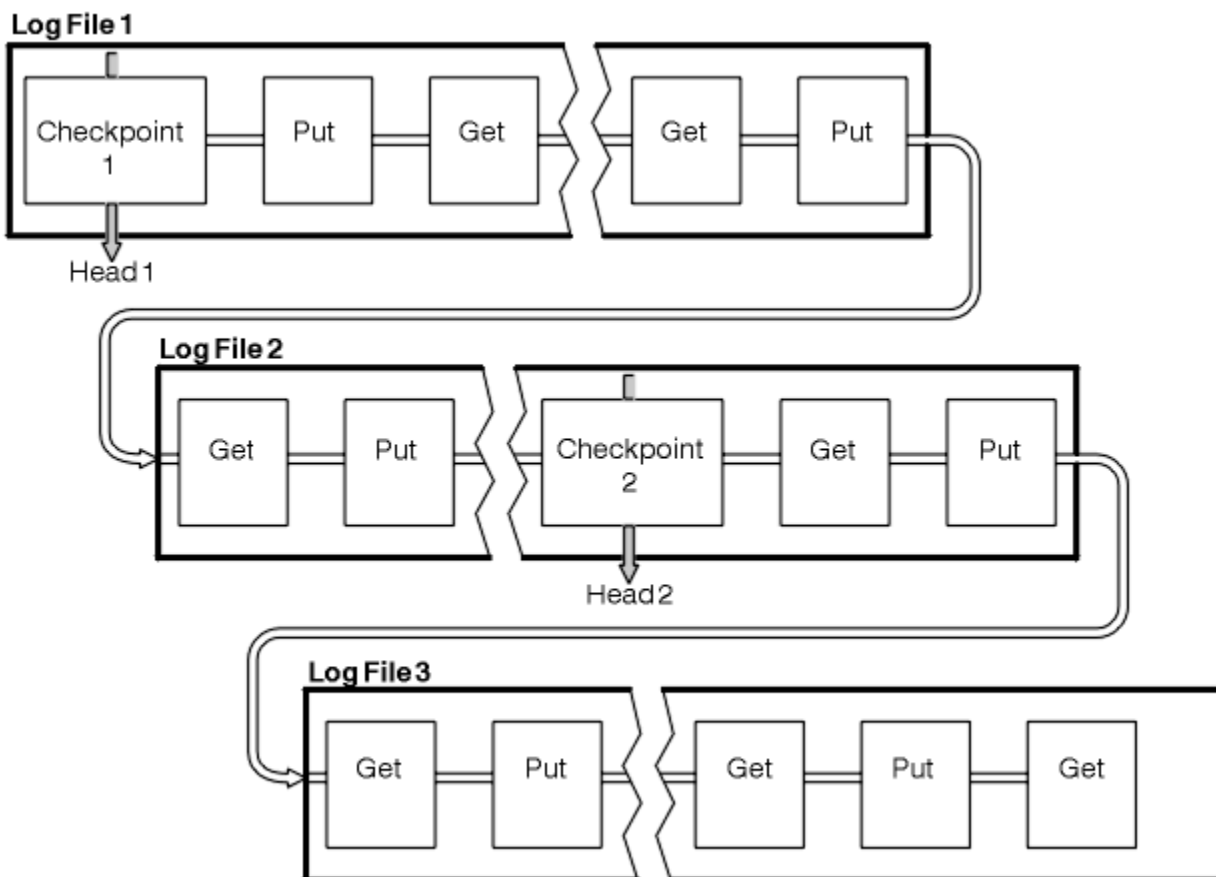 Log File 1
Checkpoint
1
Put
Get
Get
Put
Head 1
Log File 2
Get
Put
Checkpoint
2
Get
Put
Head 2
Log File 3
Get
Put
Get
Put
Get